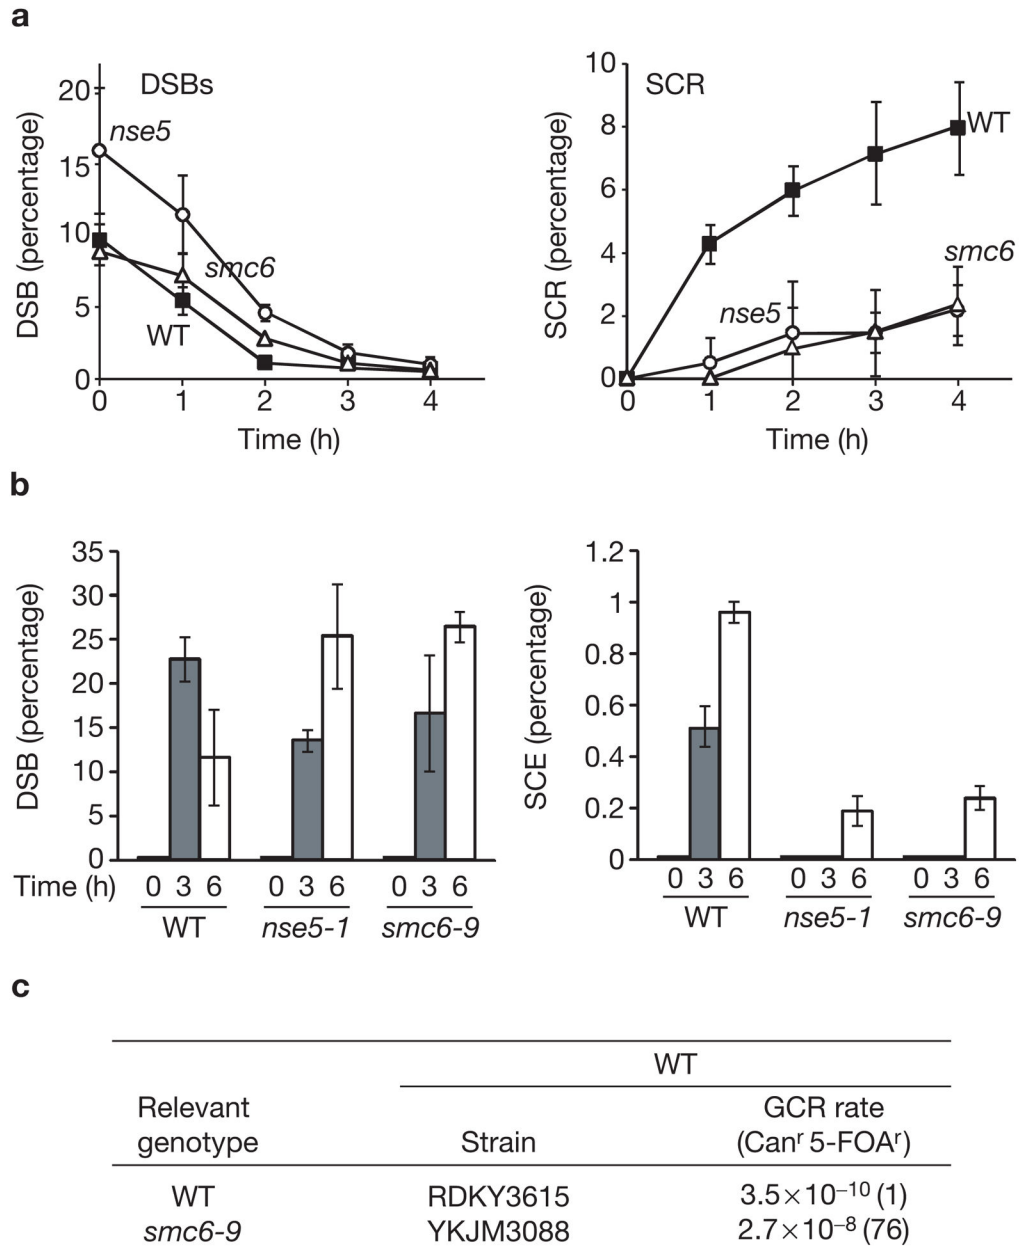 a
DSBs
DSB (percentage)
20
15
10
5
0
nse5
smc6
WT
0 1 2 3 4
Time (h)
SCR
SCR (percentage)
10
8
6
4
2
0
WT
smc6
nse5
0 1 2 3 4
Time (h)
b
DSB (percentage)
35
30
25
20
15
10
5
0
Time (h) 0 3 6 0 3 6 0 3 6
WT nse5-1 smc6-9
SCE (percentage)
1.2
1
0.8
0.6
0.4
0.2
0
0 3 6 0 3 6 0 3 6
WT nse5-1 smc6-9
c
WT
Relevant GCR rate
genotype Strain (Canʳ 5-FOAʳ)
WT RDKY3615 3.5×10⁻¹⁰ (1)
smc6-9 YKJM3088 2.7×10⁻⁸ (76)